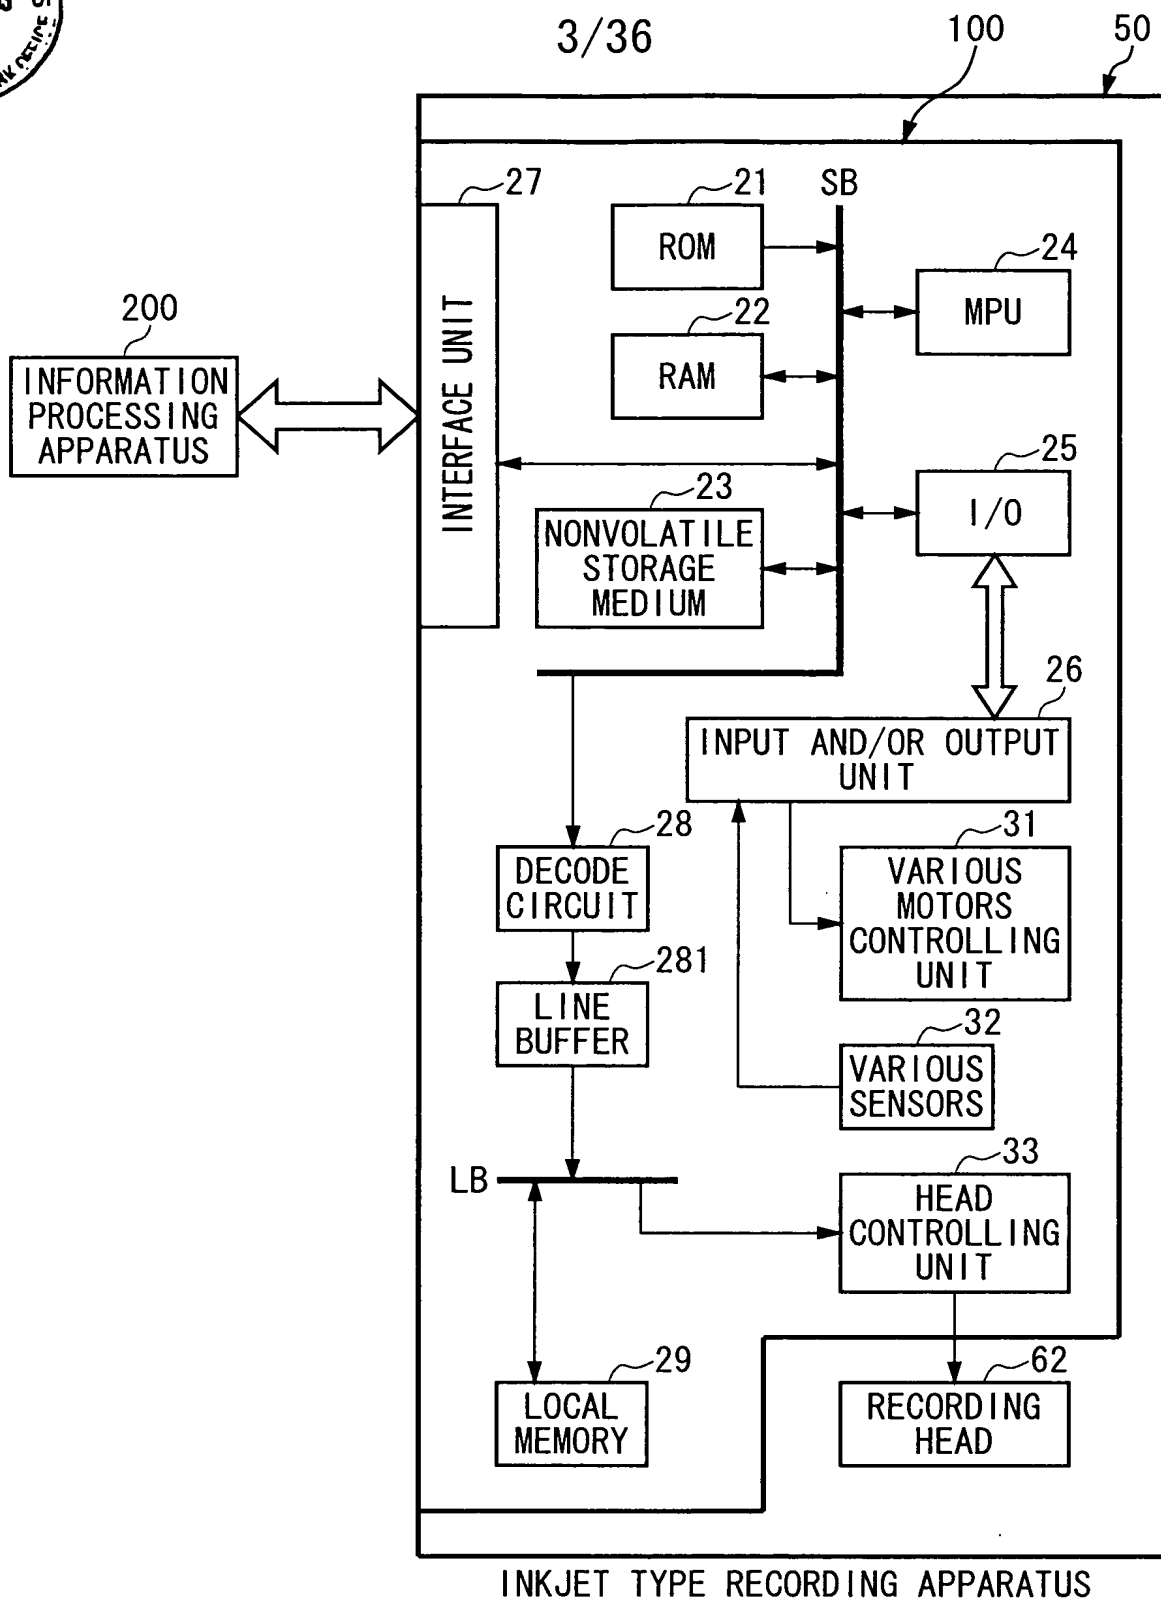 3/36
100
50
27
21
SB
ROM
24
MPU
22
RAM
200
INFORMATION
PROCESSING
APPARATUS
INTERFACE UNIT
25
I/O
23
NONVOLATILE
STORAGE
MEDIUM
26
INPUT AND/OR OUTPUT
UNIT
28
DECODE
CIRCUIT
31
VARIOUS
MOTORS
CONTROLLING
UNIT
281
LINE
BUFFER
32
VARIOUS
SENSORS
LB
33
HEAD
CONTROLLING
UNIT
29
LOCAL
MEMORY
62
RECORDING
HEAD
INKJET TYPE RECORDING APPARATUS